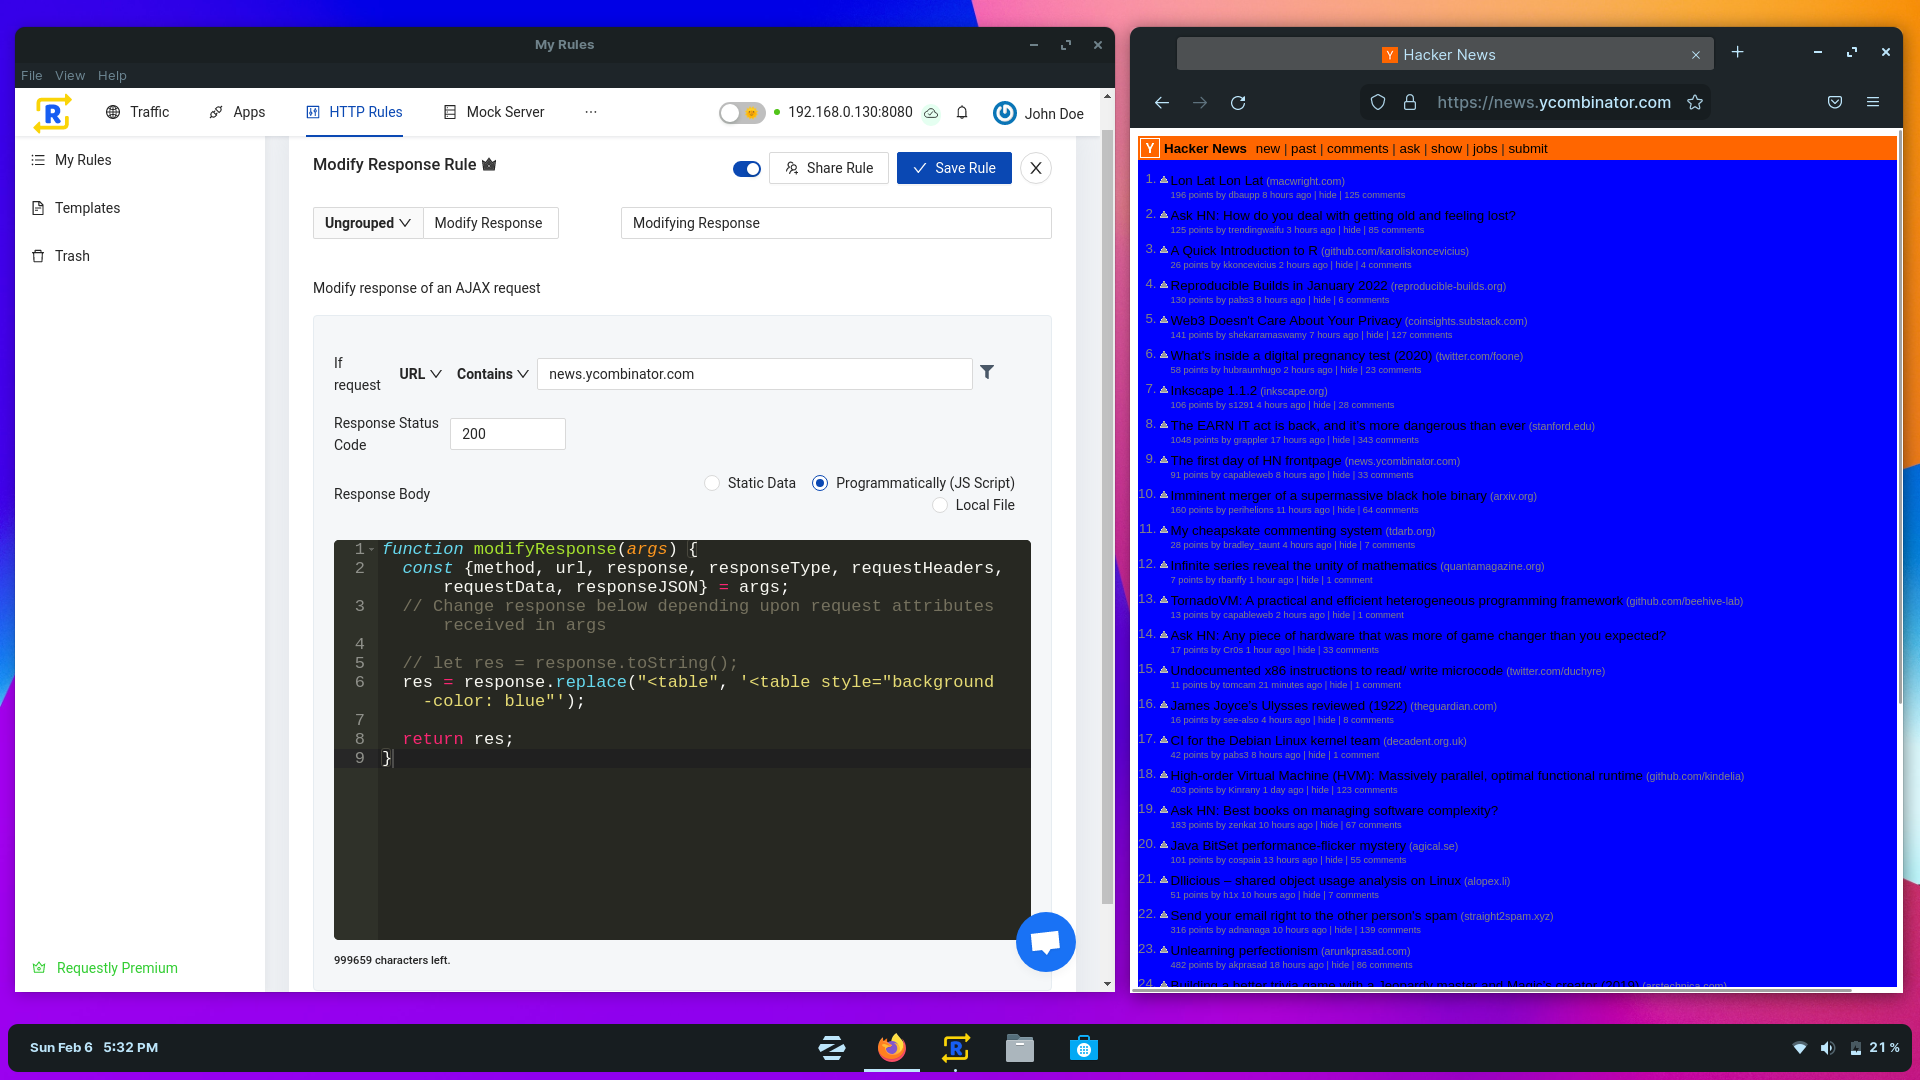 My Rules
File View Help
Traffic
Apps
HTTP Rules
Mock Server
192.168.0.130:8080
John Doe
My Rules
Templates
Trash
Requestly Premium
Modify Response Rule
Share Rule
Save Rule
Ungrouped
Modify Response
Modifying Response
Modify response of an AJAX request
If request
URL
Contains
news.ycombinator.com
Response Status Code
200
Response Body
Static Data
Programmatically (JS Script)
Local File
1 function modifyResponse(args) {
2 const {method, url, response, responseType, requestHeaders,
requestData, responseJSON} = args;
3 // Change response below depending upon request attributes
received in args
4
5 // let res = response.toString();
6 res = response.replace("<table", '<table style="background
-color: blue"');
7
8 return res;
9 }
999659 characters left.
Hacker News
https://news.ycombinator.com
Y Hacker News new | past | comments | ask | show | jobs | submit
1. Lon Lat Lon Lat (macwright.com)
196 points by dbaupp 8 hours ago | hide | 125 comments
2. Ask HN: How do you deal with getting old and feeling lost?
125 points by trendingwaifu 3 hours ago | hide | 85 comments
3. A Quick Introduction to R (github.com/karoliskoncevicius)
26 points by kkoncevicius 2 hours ago | hide | 4 comments
4. Reproducible Builds in January 2022 (reproducible-builds.org)
130 points by pabs3 8 hours ago | hide | 6 comments
5. Web3 Doesn't Care About Your Privacy (coinsights.substack.com)
141 points by shekarramaswamy 7 hours ago | hide | 127 comments
6. What's inside a digital pregnancy test (2020) (twitter.com/foone)
58 points by hubraumhugo 2 hours ago | hide | 23 comments
7. Inkscape 1.1.2 (inkscape.org)
106 points by s1291 4 hours ago | hide | 28 comments
8. The EARN IT act is back, and it's more dangerous than ever (stanford.edu)
1048 points by grappler 17 hours ago | hide | 343 comments
9. The first day of HN frontpage (news.ycombinator.com)
91 points by capableweb 8 hours ago | hide | 33 comments
10. Imminent merger of a supermassive black hole binary (arxiv.org)
160 points by perihelions 11 hours ago | hide | 64 comments
11. My cheapskate commenting system (tdarb.org)
28 points by bradley_taunt 4 hours ago | hide | 7 comments
12. Infinite series reveal the unity of mathematics (quantamagazine.org)
7 points by rbanffy 1 hour ago | hide | 1 comment
13. TornadoVM: A practical and efficient heterogeneous programming framework (github.com/beehive-lab)
13 points by capableweb 2 hours ago | hide | 1 comment
14. Ask HN: Any piece of hardware that was more of game changer than you expected?
17 points by Cr0s 1 hour ago | hide | 33 comments
15. Undocumented x86 instructions to read/ write microcode (twitter.com/duchyre)
11 points by tomcam 21 minutes ago | hide | 1 comment
16. James Joyce's Ulysses reviewed (1922) (theguardian.com)
16 points by see-also 4 hours ago | hide | 8 comments
17. CI for the Debian Linux kernel team (decadent.org.uk)
42 points by pabs3 8 hours ago | hide | 1 comment
18. High-order Virtual Machine (HVM): Massively parallel, optimal functional runtime (github.com/kindelia)
403 points by Kinrany 1 day ago | hide | 123 comments
19. Ask HN: Best books on managing software complexity?
183 points by zenkat 10 hours ago | hide | 67 comments
20. Java BitSet performance-flicker mystery (agical.se)
101 points by cospaia 13 hours ago | hide | 55 comments
21. Dilicious – shared object usage analysis on Linux (alopex.li)
51 points by h1x 10 hours ago | hide | 7 comments
22. Send your email right to the other person's spam (straight2spam.xyz)
316 points by adnanaga 10 hours ago | hide | 139 comments
23. Unlearning perfectionism (arunkprasad.com)
482 points by akprasad 18 hours ago | hide | 86 comments
24. (arstechnica.com)
Sun Feb 6 5:32 PM
21 %